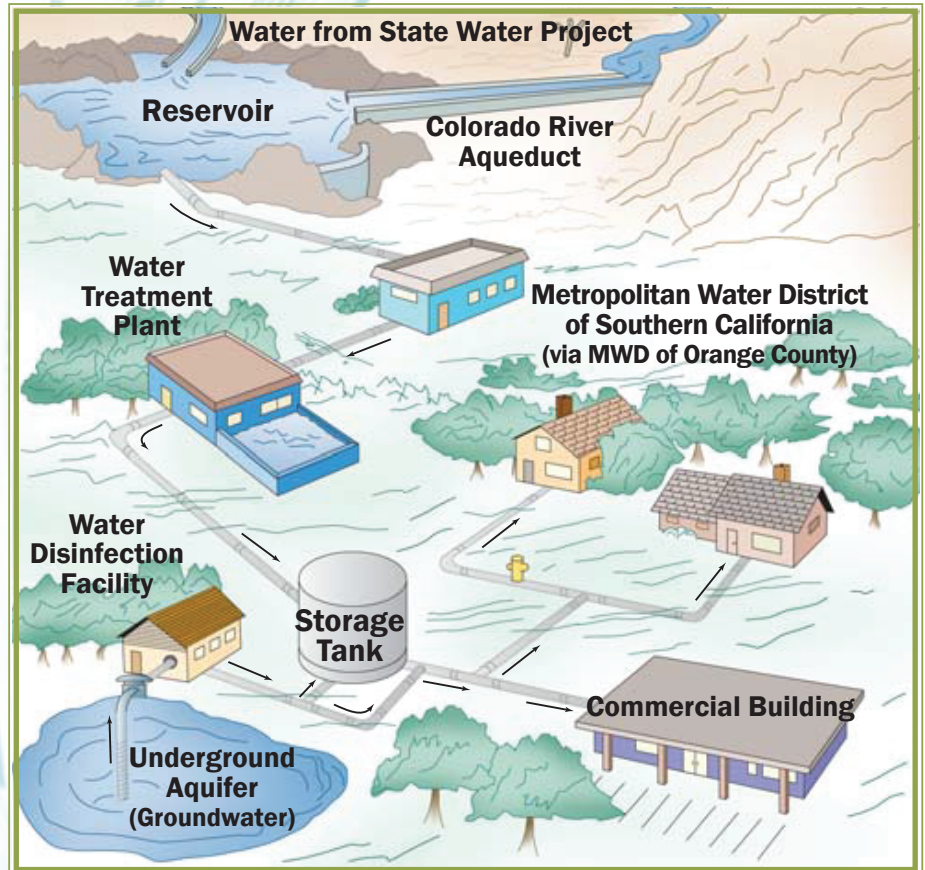 Water from State Water Project
Reservoir
Colorado River
Aqueduct
Water
Treatment
Plant
Metropolitan Water District
of Southern California
(via MWD of Orange County)
Water
Disinfection
Facility
Storage
Tank
Commercial Building
Underground
Aquifer
(Groundwater)